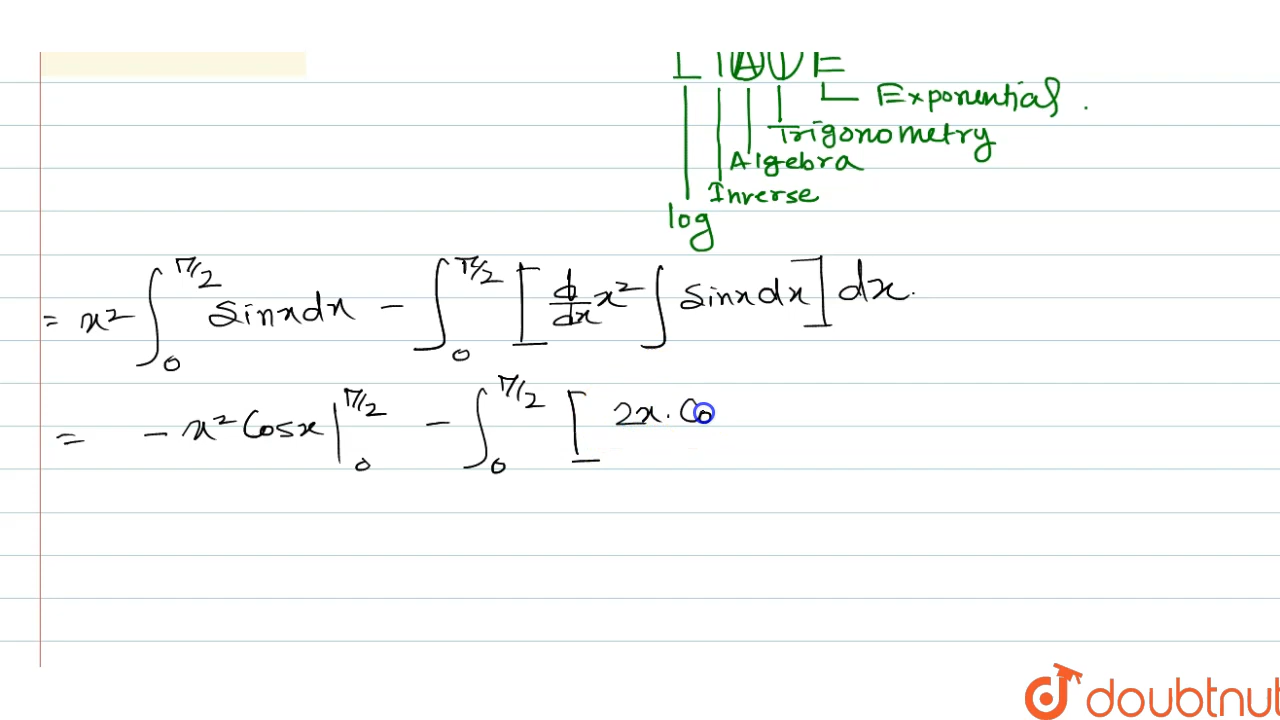 LIATE
Exponential.
Trigonometry
Algebra
Inverse
log
= x² ∫₀^π/2 sinx dx - ∫₀^π/2 [ d/dx x² ∫ sinx dx ] dx.
= - x² Cosx |₀^π/2 - ∫₀^π/2 [ 2x. Co
doubtnut